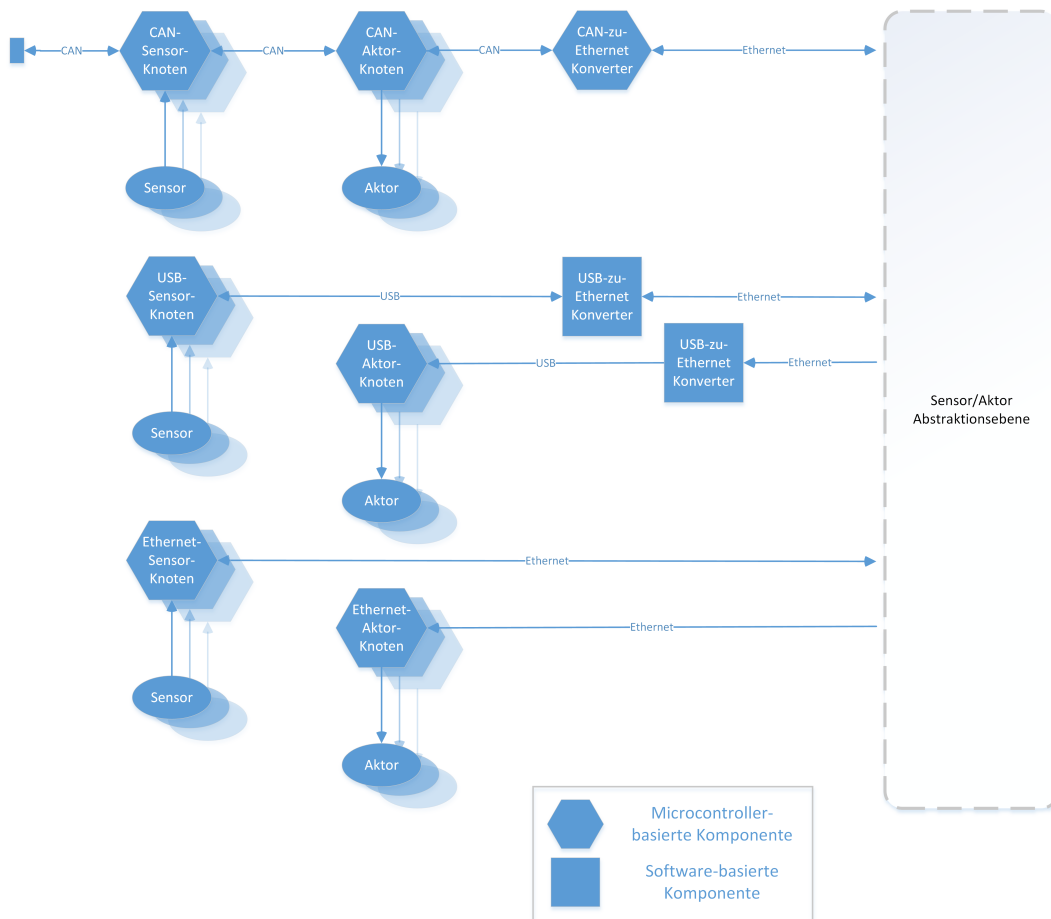 CAN-
Sensor-
Knoten
CAN-
Aktor-
Knoten
CAN-zu-
Ethernet
Konverter
CAN
CAN
CAN
Ethernet
Sensor
Aktor
USB-
Sensor-
Knoten
USB
USB-zu-
Ethernet
Konverter
Ethernet
USB-
Aktor-
Knoten
USB
USB-zu-
Ethernet
Konverter
Ethernet
Sensor/Aktor
Abstraktionsebene
Sensor
Aktor
Ethernet-
Sensor-
Knoten
Ethernet
Ethernet-
Aktor-
Knoten
Ethernet
Sensor
Aktor
Microcontroller-
basierte Komponente
Software-basierte
Komponente